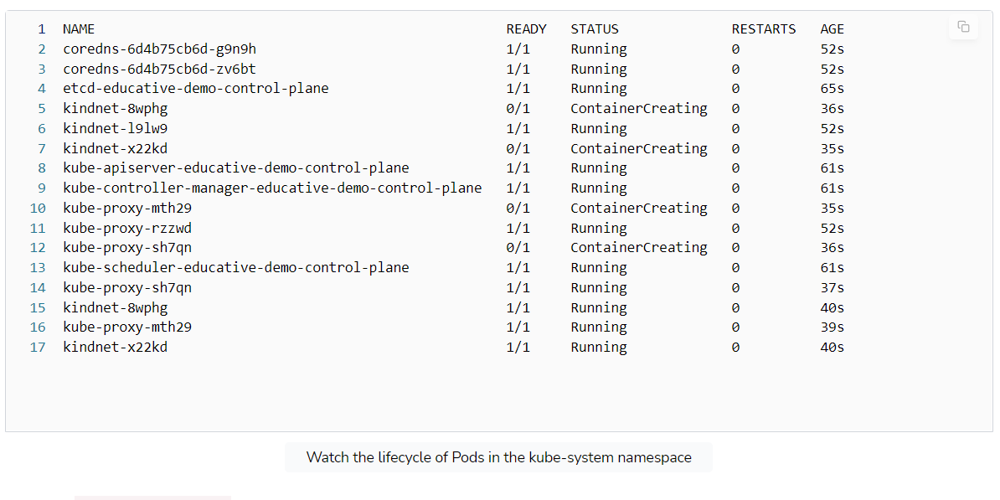 1 NAME READY STATUS RESTARTS AGE
2 coredns-6d4b75cb6d-g9n9h 1/1 Running 0 52s
3 coredns-6d4b75cb6d-zv6bt 1/1 Running 0 52s
4 etcd-educative-demo-control-plane 1/1 Running 0 65s
5 kindnet-8wphg 0/1 ContainerCreating 0 36s
6 kindnet-l9lw9 1/1 Running 0 52s
7 kindnet-x22kd 0/1 ContainerCreating 0 35s
8 kube-apiserver-educative-demo-control-plane 1/1 Running 0 61s
9 kube-controller-manager-educative-demo-control-plane 1/1 Running 0 61s
10 kube-proxy-mth29 0/1 ContainerCreating 0 35s
11 kube-proxy-rzzwd 1/1 Running 0 52s
12 kube-proxy-sh7qn 0/1 ContainerCreating 0 36s
13 kube-scheduler-educative-demo-control-plane 1/1 Running 0 61s
14 kube-proxy-sh7qn 1/1 Running 0 37s
15 kindnet-8wphg 1/1 Running 0 40s
16 kube-proxy-mth29 1/1 Running 0 39s
17 kindnet-x22kd 1/1 Running 0 40s
Watch the lifecycle of Pods in the kube-system namespace